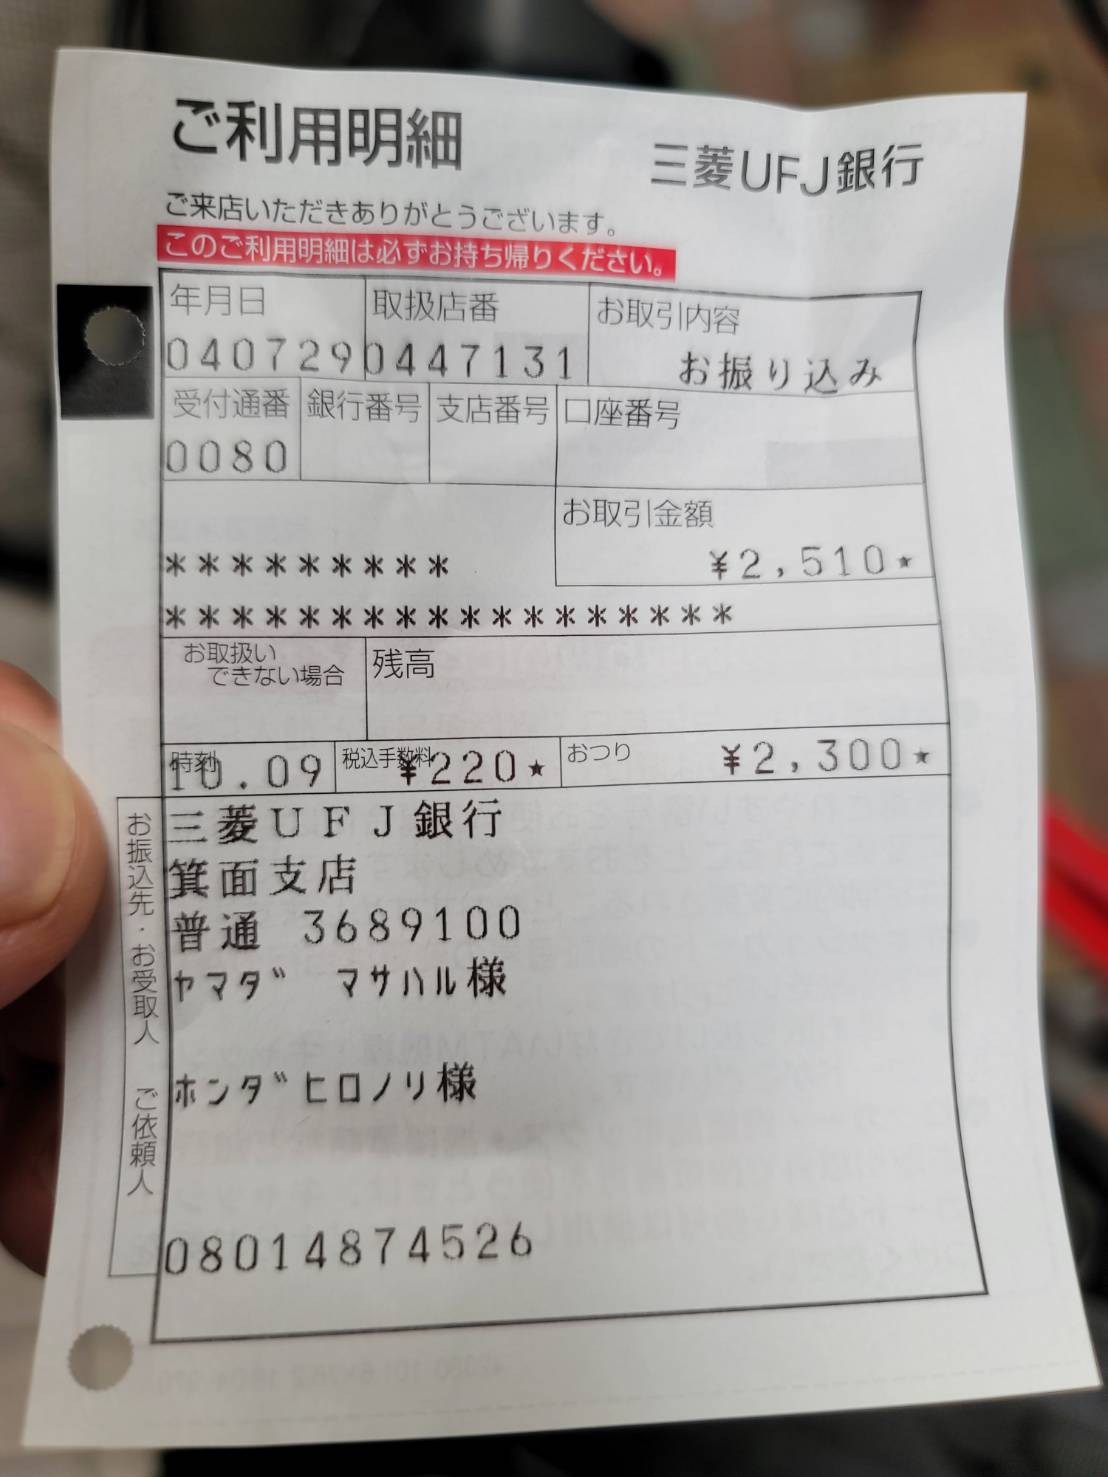 ご利用明細
三菱UFJ銀行
ご来店いただきありがとうございます。
このご利用明細は必ずお持ち帰りください。
年月日 取扱店番 お取引内容
040729 0447131 お振り込み
受付通番 銀行番号 支店番号 口座番号
0080
お取引金額
********* ¥2,510★
******************
お取扱いできない場合 残高
時刻 税込手数料 おつり
10.09 ¥220★ ¥2,300★
お振込先・お受取人 ご依頼人
三菱UFJ銀行
箕面支店
普通 3689100
ヤマダ マサハル様
ホンダヒロノリ様
08014874526